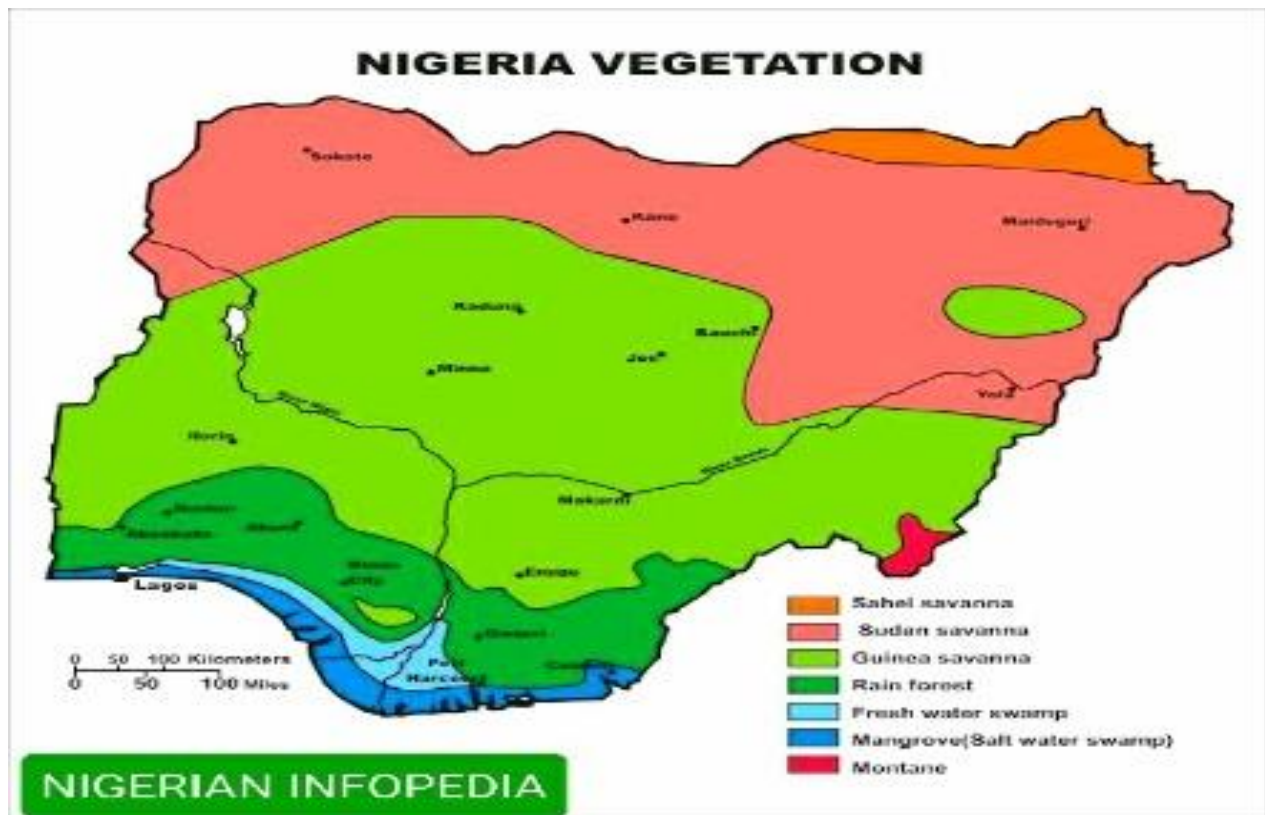 NIGERIA VEGETATION
Sokoto
Kano
Kaduna
Bauchi
Jos
Minna
Yola
Ilorin
Makurdi
Enugu
Lagos
Port
Harcourt
0 50 100 Kilometers
0 50 100 Miles
Sahel savanna
Sudan savanna
Guinea savanna
Rain forest
Fresh water swamp
Mangrove(Salt water swamp)
Montane
NIGERIAN INFOPEDIA